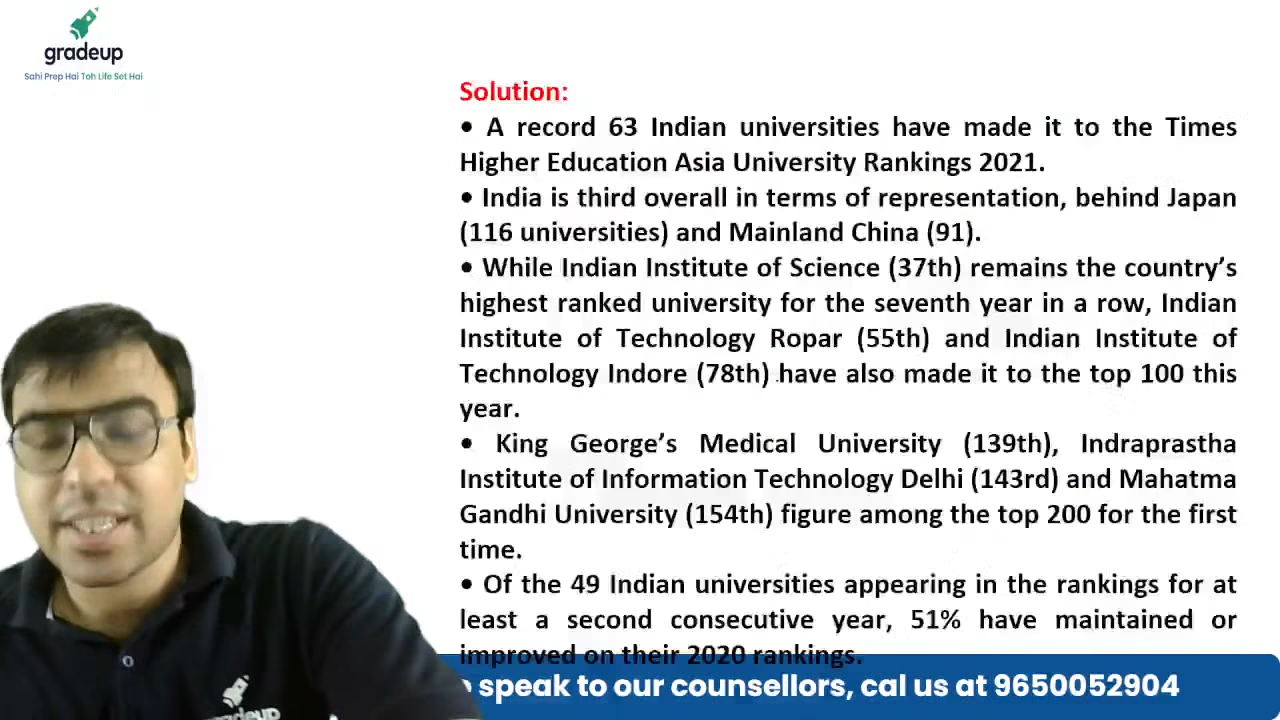 gradeup
Sahi Prep Hai Toh Life Set Hai
Solution:
• A record 63 Indian universities have made it to the Times
Higher Education Asia University Rankings 2021.
• India is third overall in terms of representation, behind Japan
(116 universities) and Mainland China (91).
• While Indian Institute of Science (37th) remains the country’s
highest ranked university for the seventh year in a row, Indian
Institute of Technology Ropar (55th) and Indian Institute of
Technology Indore (78th) have also made it to the top 100 this
year.
• King George’s Medical University (139th), Indraprastha
Institute of Information Technology Delhi (143rd) and Mahatma
Gandhi University (154th) figure among the top 200 for the first
time.
• Of the 49 Indian universities appearing in the rankings for at
least a second consecutive year, 51% have maintained or
improved on their 2020 rankings.
speak to our counsellors, cal us at 9650052904
gradeup